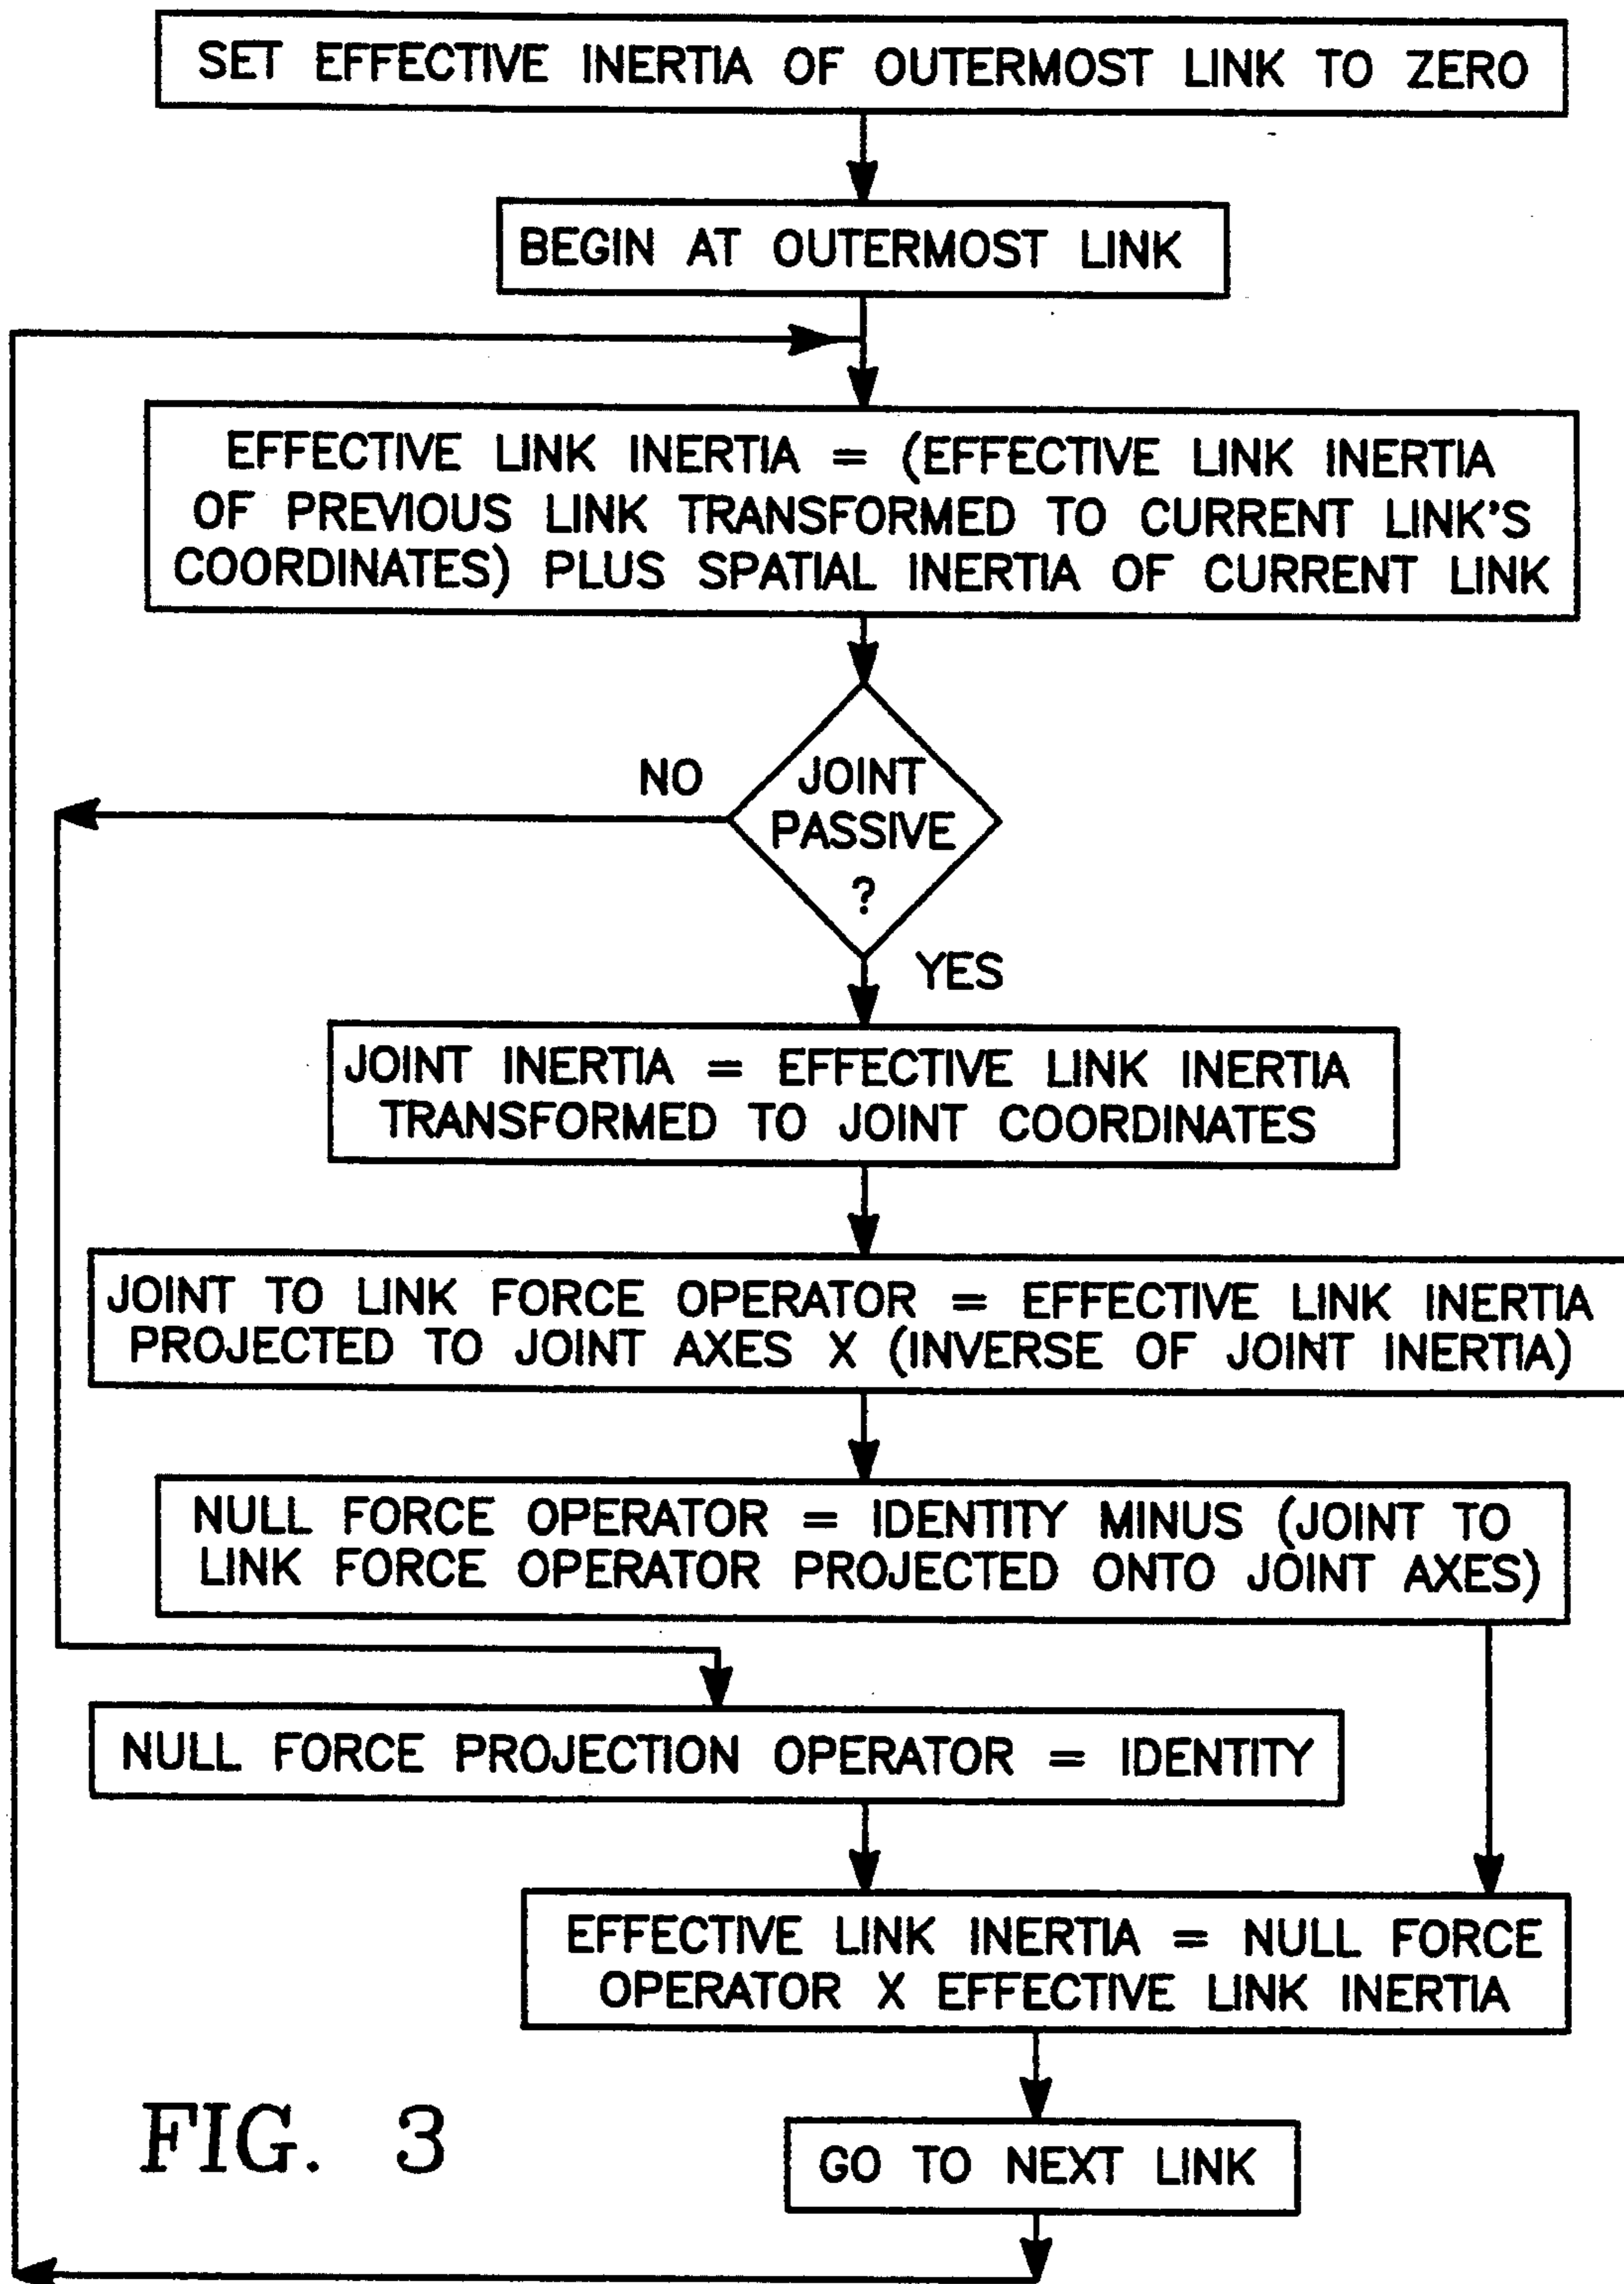 SET EFFECTIVE INERTIA OF OUTERMOST LINK TO ZERO
BEGIN AT OUTERMOST LINK
EFFECTIVE LINK INERTIA = (EFFECTIVE LINK INERTIA
OF PREVIOUS LINK TRANSFORMED TO CURRENT LINK'S
COORDINATES) PLUS SPATIAL INERTIA OF CURRENT LINK
NO
JOINT
PASSIVE
?
YES
JOINT INERTIA = EFFECTIVE LINK INERTIA
TRANSFORMED TO JOINT COORDINATES
JOINT TO LINK FORCE OPERATOR = EFFECTIVE LINK INERTIA
PROJECTED TO JOINT AXES X (INVERSE OF JOINT INERTIA)
NULL FORCE OPERATOR = IDENTITY MINUS (JOINT TO
LINK FORCE OPERATOR PROJECTED ONTO JOINT AXES)
NULL FORCE PROJECTION OPERATOR = IDENTITY
EFFECTIVE LINK INERTIA = NULL FORCE
OPERATOR X EFFECTIVE LINK INERTIA
GO TO NEXT LINK
FIG. 3